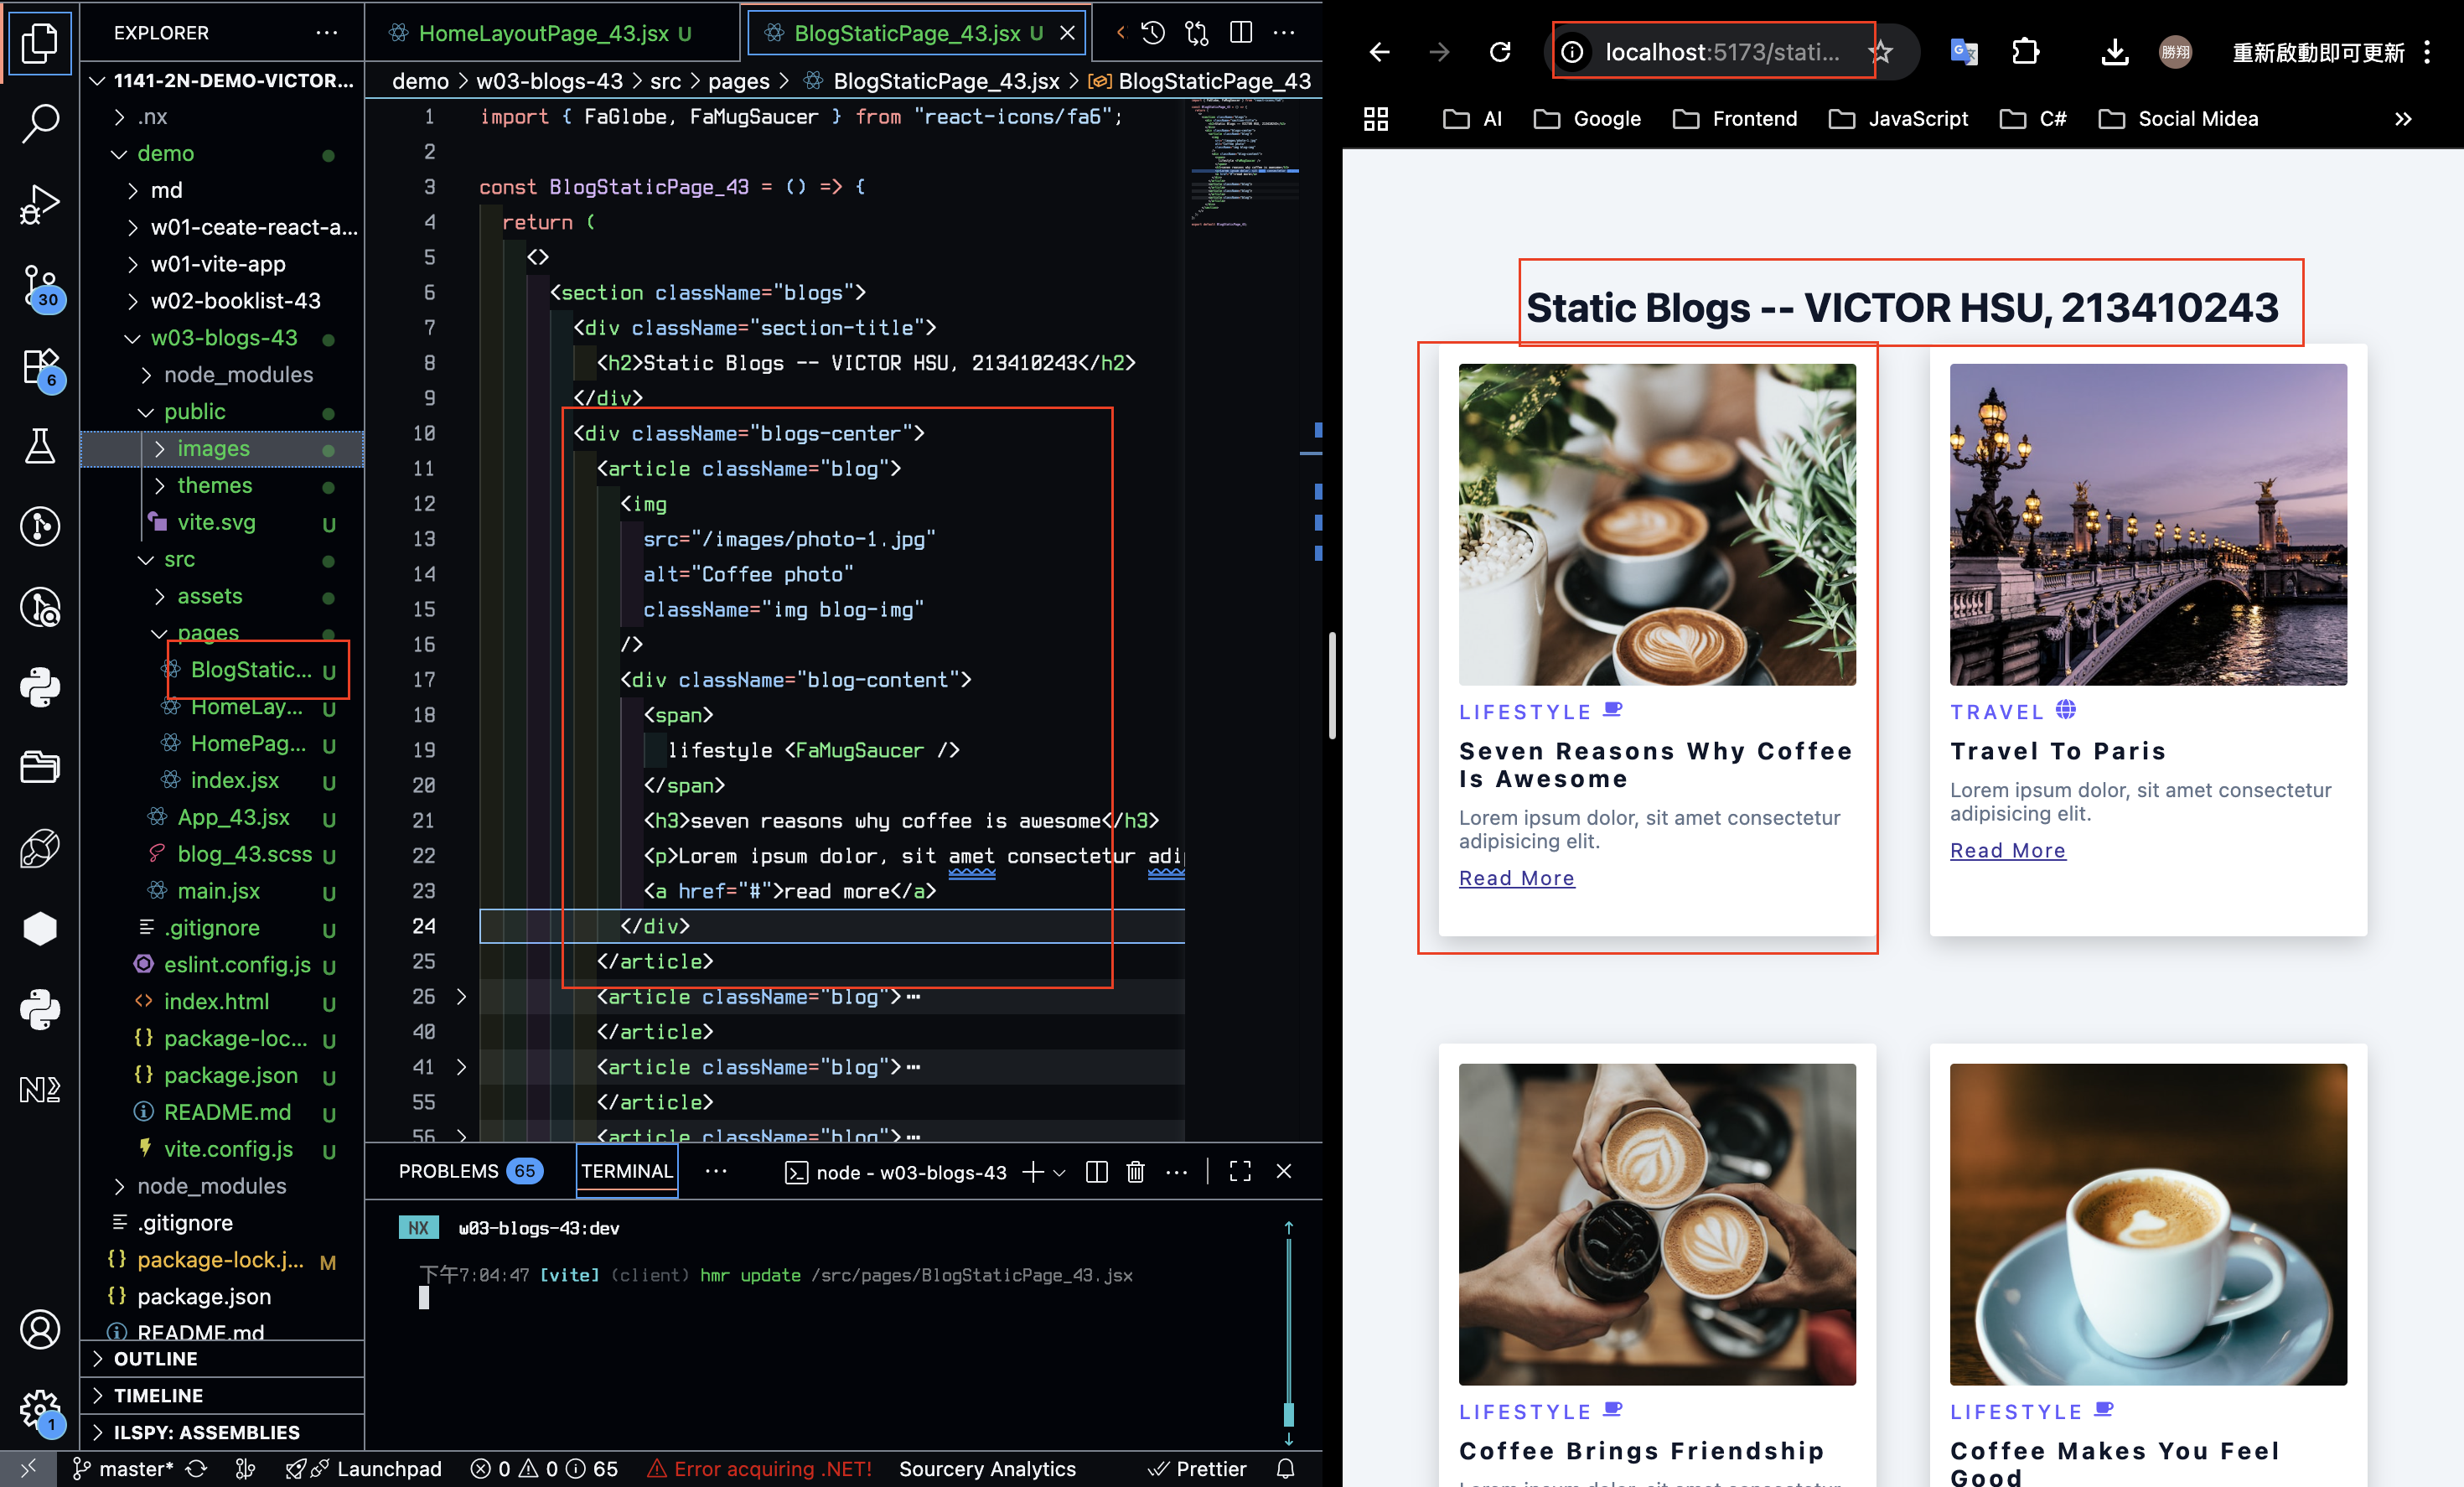 EXPLORER
1141-2N-DEMO-VICTOR...
.nx
demo
md
w01-ceate-react-a...
w01-vite-app
w02-booklist-43
w03-blogs-43
node_modules
public
images
themes
vite.svg U
src
assets
pages
BlogStatic... U
HomeLay... U
HomePag... U
index.jsx U
App_43.jsx U
blog_43.scss U
main.jsx U
.gitignore U
eslint.config.js U
index.html U
package-loc... U
package.json U
README.md U
vite.config.js U
node_modules
.gitignore
package-lock.j... M
package.json
README.md
OUTLINE
TIMELINE
ILSPY: ASSEMBLIES
30
6
1
HomeLayoutPage_43.jsx U
BlogStaticPage_43.jsx U
demo > w03-blogs-43 > src > pages > BlogStaticPage_43.jsx > BlogStaticPage_43
1 import { FaGlobe, FaMugSaucer } from "react-icons/fa6";
2
3 const BlogStaticPage_43 = () => {
4 return (
5 <>
6 <section className="blogs">
7 <div className="section-title">
8 <h2>Static Blogs -- VICTOR HSU, 213410243</h2>
9 </div>
10 <div className="blogs-center">
11 <article className="blog">
12 <img
13 src="/images/photo-1.jpg"
14 alt="Coffee photo"
15 className="img blog-img"
16 />
17 <div className="blog-content">
18 <span>
19 lifestyle <FaMugSaucer />
20 </span>
21 <h3>seven reasons why coffee is awesome</h3>
22 <p>Lorem ipsum dolor, sit amet consectetur adip
23 <a href="#">read more</a>
24 </div>
25 </article>
26 <article className="blog">…
40 </article>
41 <article className="blog">…
55 </article>
56 <article className="blog">…
PROBLEMS 65 TERMINAL
node - w03-blogs-43
NX w03-blogs-43:dev
下午7:04:47 [vite] (client) hmr update /src/pages/BlogStaticPage_43.jsx
master* Launchpad 0 0 65 Error acquiring .NET! Sourcery Analytics Prettier
localhost:5173/stati...
勝翔
重新啟動即可更新
AI Google Frontend JavaScript C# Social Midea
Static Blogs -- VICTOR HSU, 213410243
LIFESTYLE
Seven Reasons Why Coffee
Is Awesome
Lorem ipsum dolor, sit amet consectetur
adipisicing elit.
Read More
TRAVEL
Travel To Paris
Lorem ipsum dolor, sit amet consectetur
adipisicing elit.
Read More
LIFESTYLE
Coffee Brings Friendship
LIFESTYLE
Coffee Makes You Feel
Good